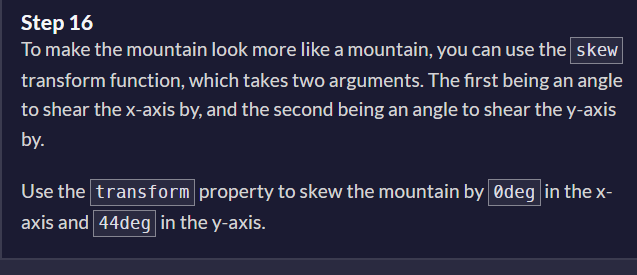 Step 16
To make the mountain look more like a mountain, you can use the skew
transform function, which takes two arguments. The first being an angle
to shear the x-axis by, and the second being an angle to shear the y-axis
by.
Use the transform property to skew the mountain by 0deg in the x-
axis and 44deg in the y-axis.